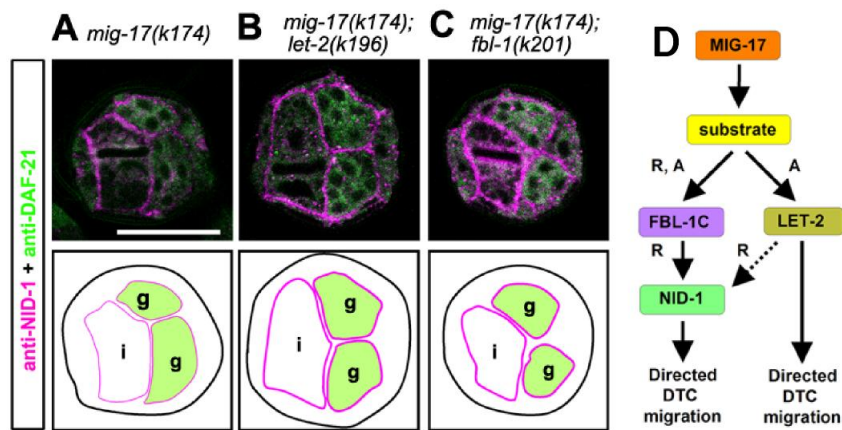 A mig-17(k174)
B mig-17(k174);
let-2(k196)
C mig-17(k174);
fbl-1(k201)
anti-NID-1 + anti-DAF-21
g
i
g
g
i
g
g
i
g
D
MIG-17
substrate
R, A
A
FBL-1C
LET-2
R
R
NID-1
Directed
DTC
migration
Directed
DTC
migration